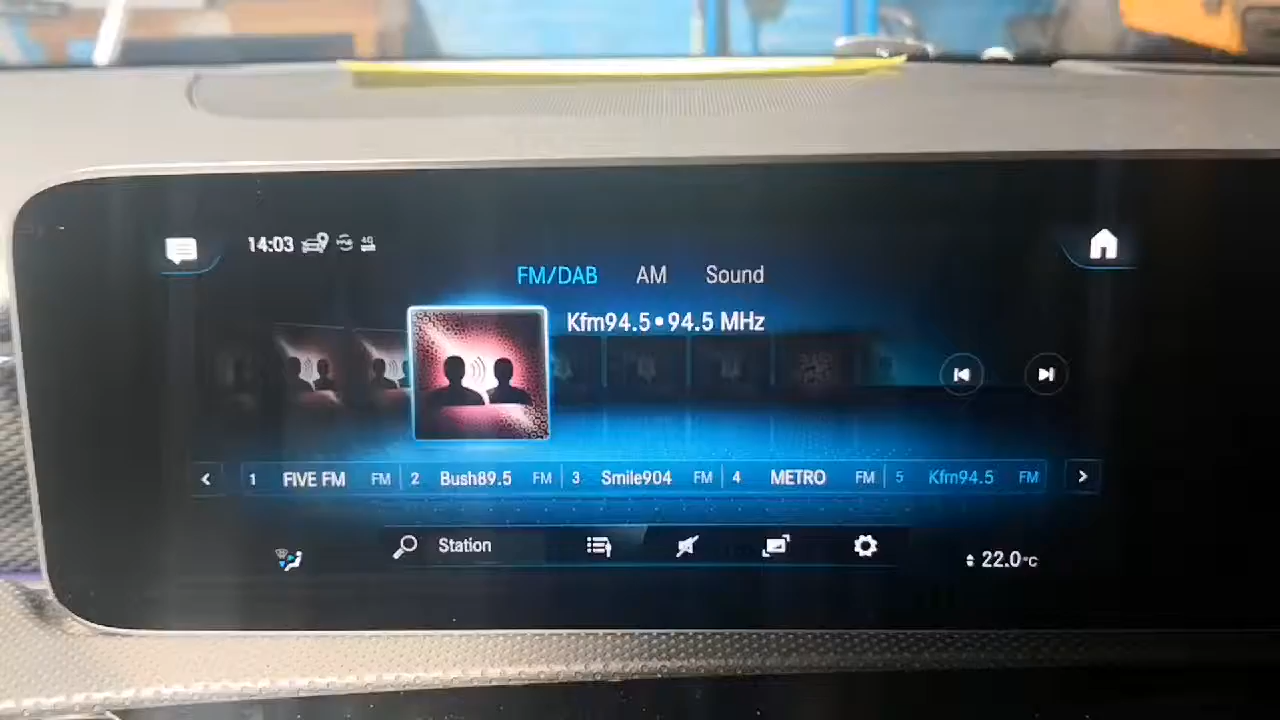 14:03 4G
FM/DAB AM Sound
Kfm94.5•94.5 MHz
1 FIVE FM FM 2 Bush89.5 FM 3 Smile904 FM 4 METRO FM 5 Kfm94.5 FM
Station
22.0°C